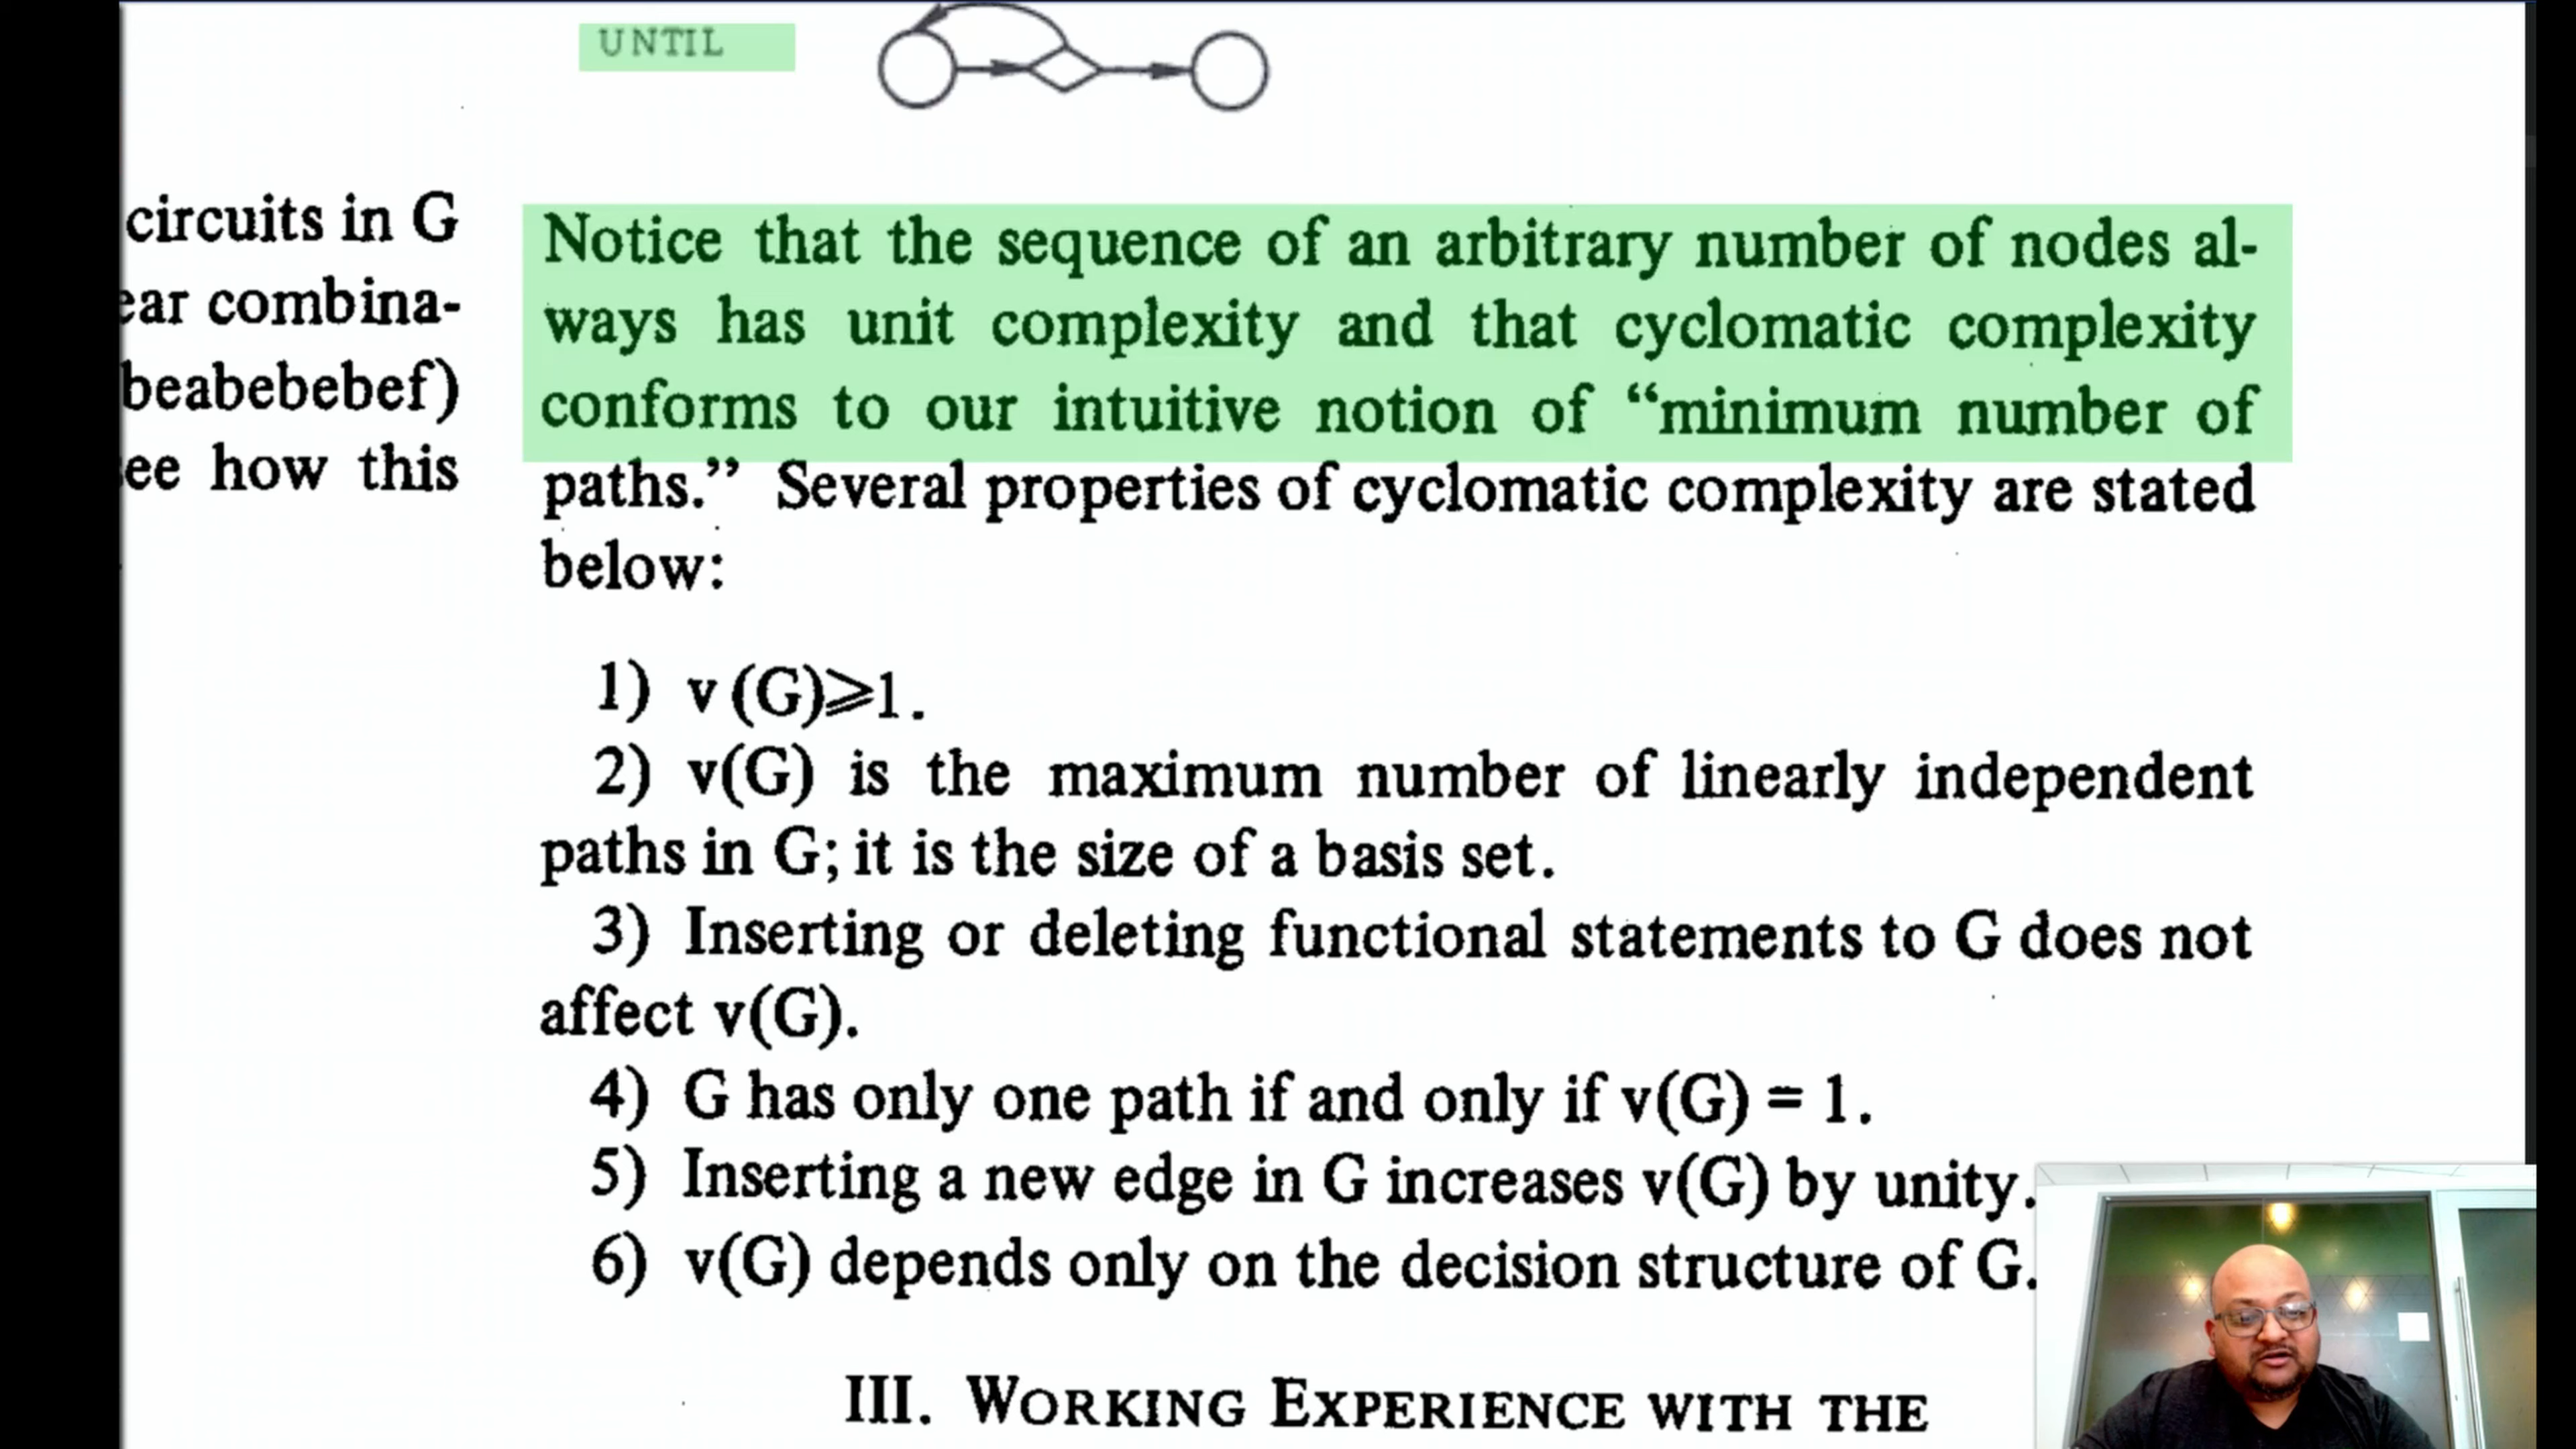 UNTIL
circuits in G
ear combina-
beabebebef)
ee how this
Notice that the sequence of an arbitrary number of nodes al-
ways has unit complexity and that cyclomatic complexity
conforms to our intuitive notion of “minimum number of
paths.” Several properties of cyclomatic complexity are stated
below:
1) v(G)⩾1.
2) v(G) is the maximum number of linearly independent
paths in G; it is the size of a basis set.
3) Inserting or deleting functional statements to G does not
affect v(G).
4) G has only one path if and only if v(G) = 1.
5) Inserting a new edge in G increases v(G) by unity.
6) v(G) depends only on the decision structure of G.
III. WORKING EXPERIENCE WITH THE